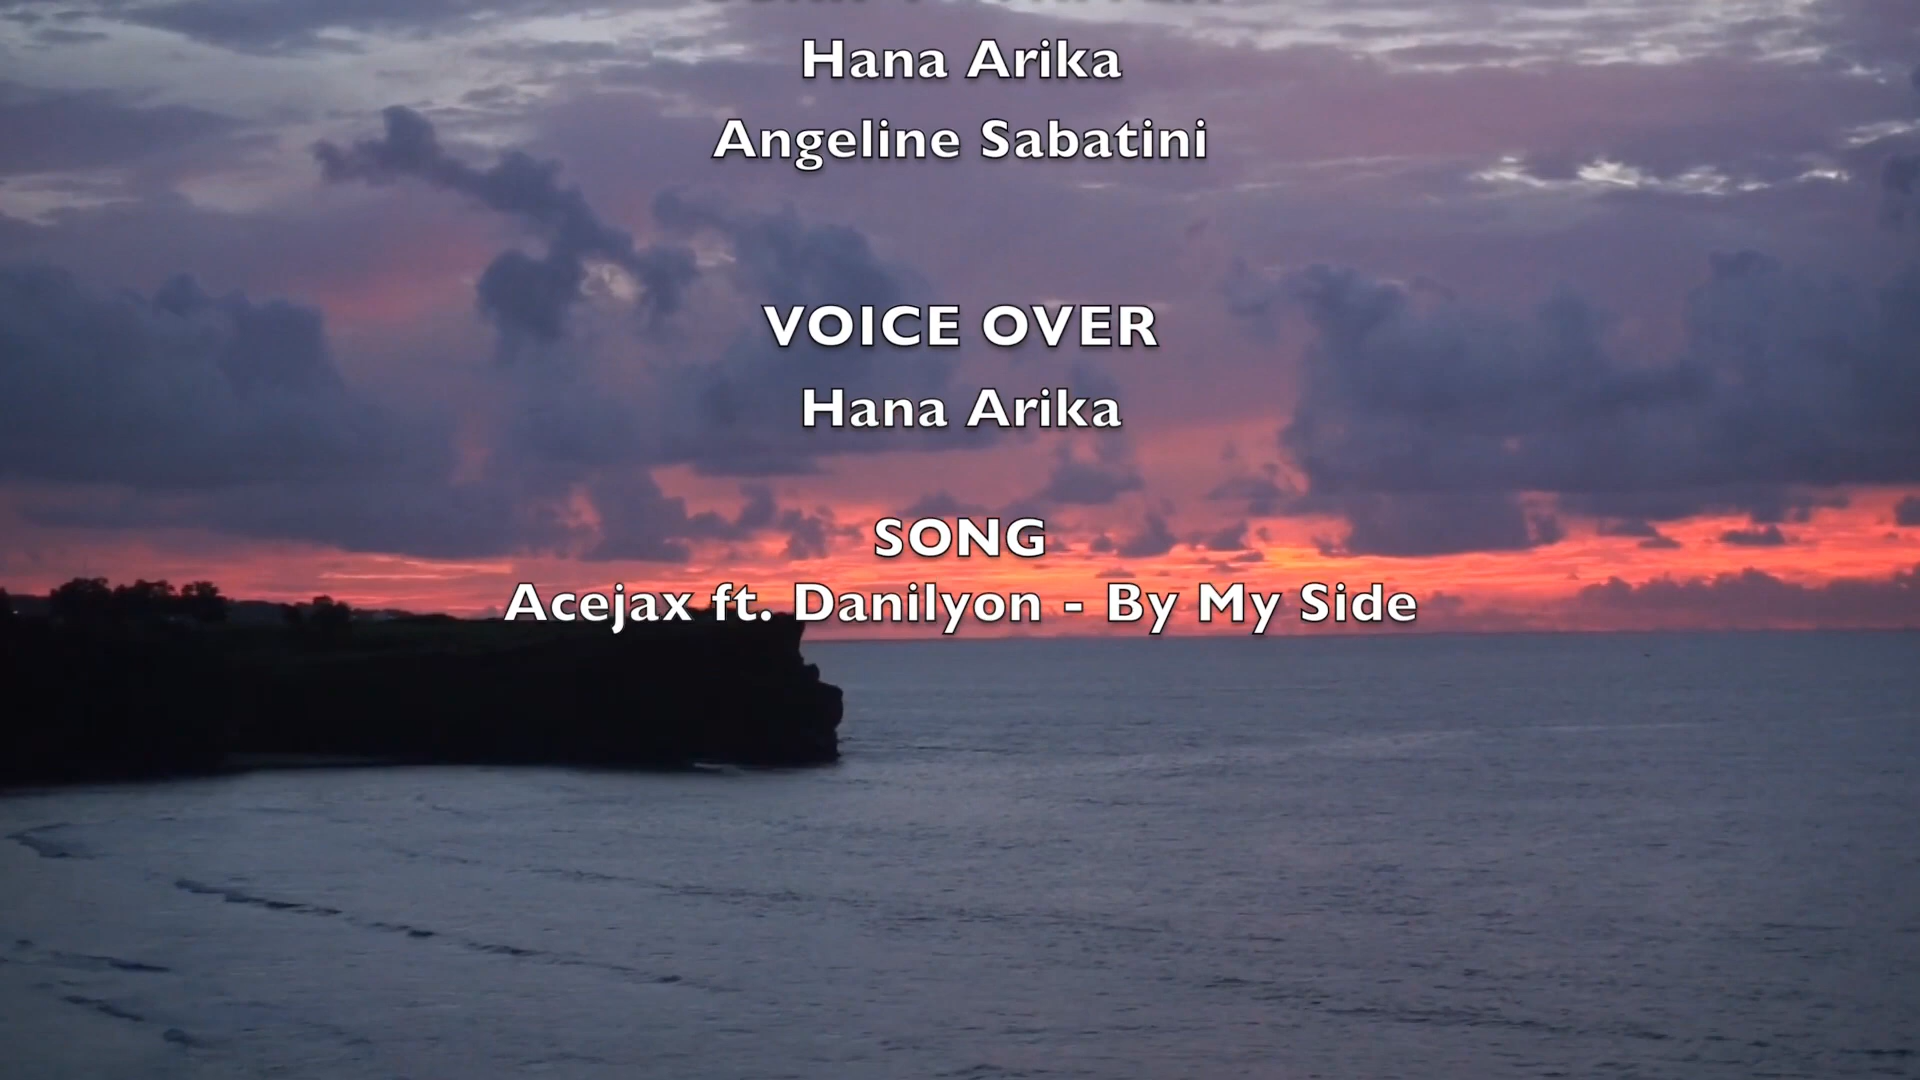 Hana Arika
Angeline Sabatini
VOICE OVER
Hana Arika
SONG
Acejax ft. Danilyon - By My Side